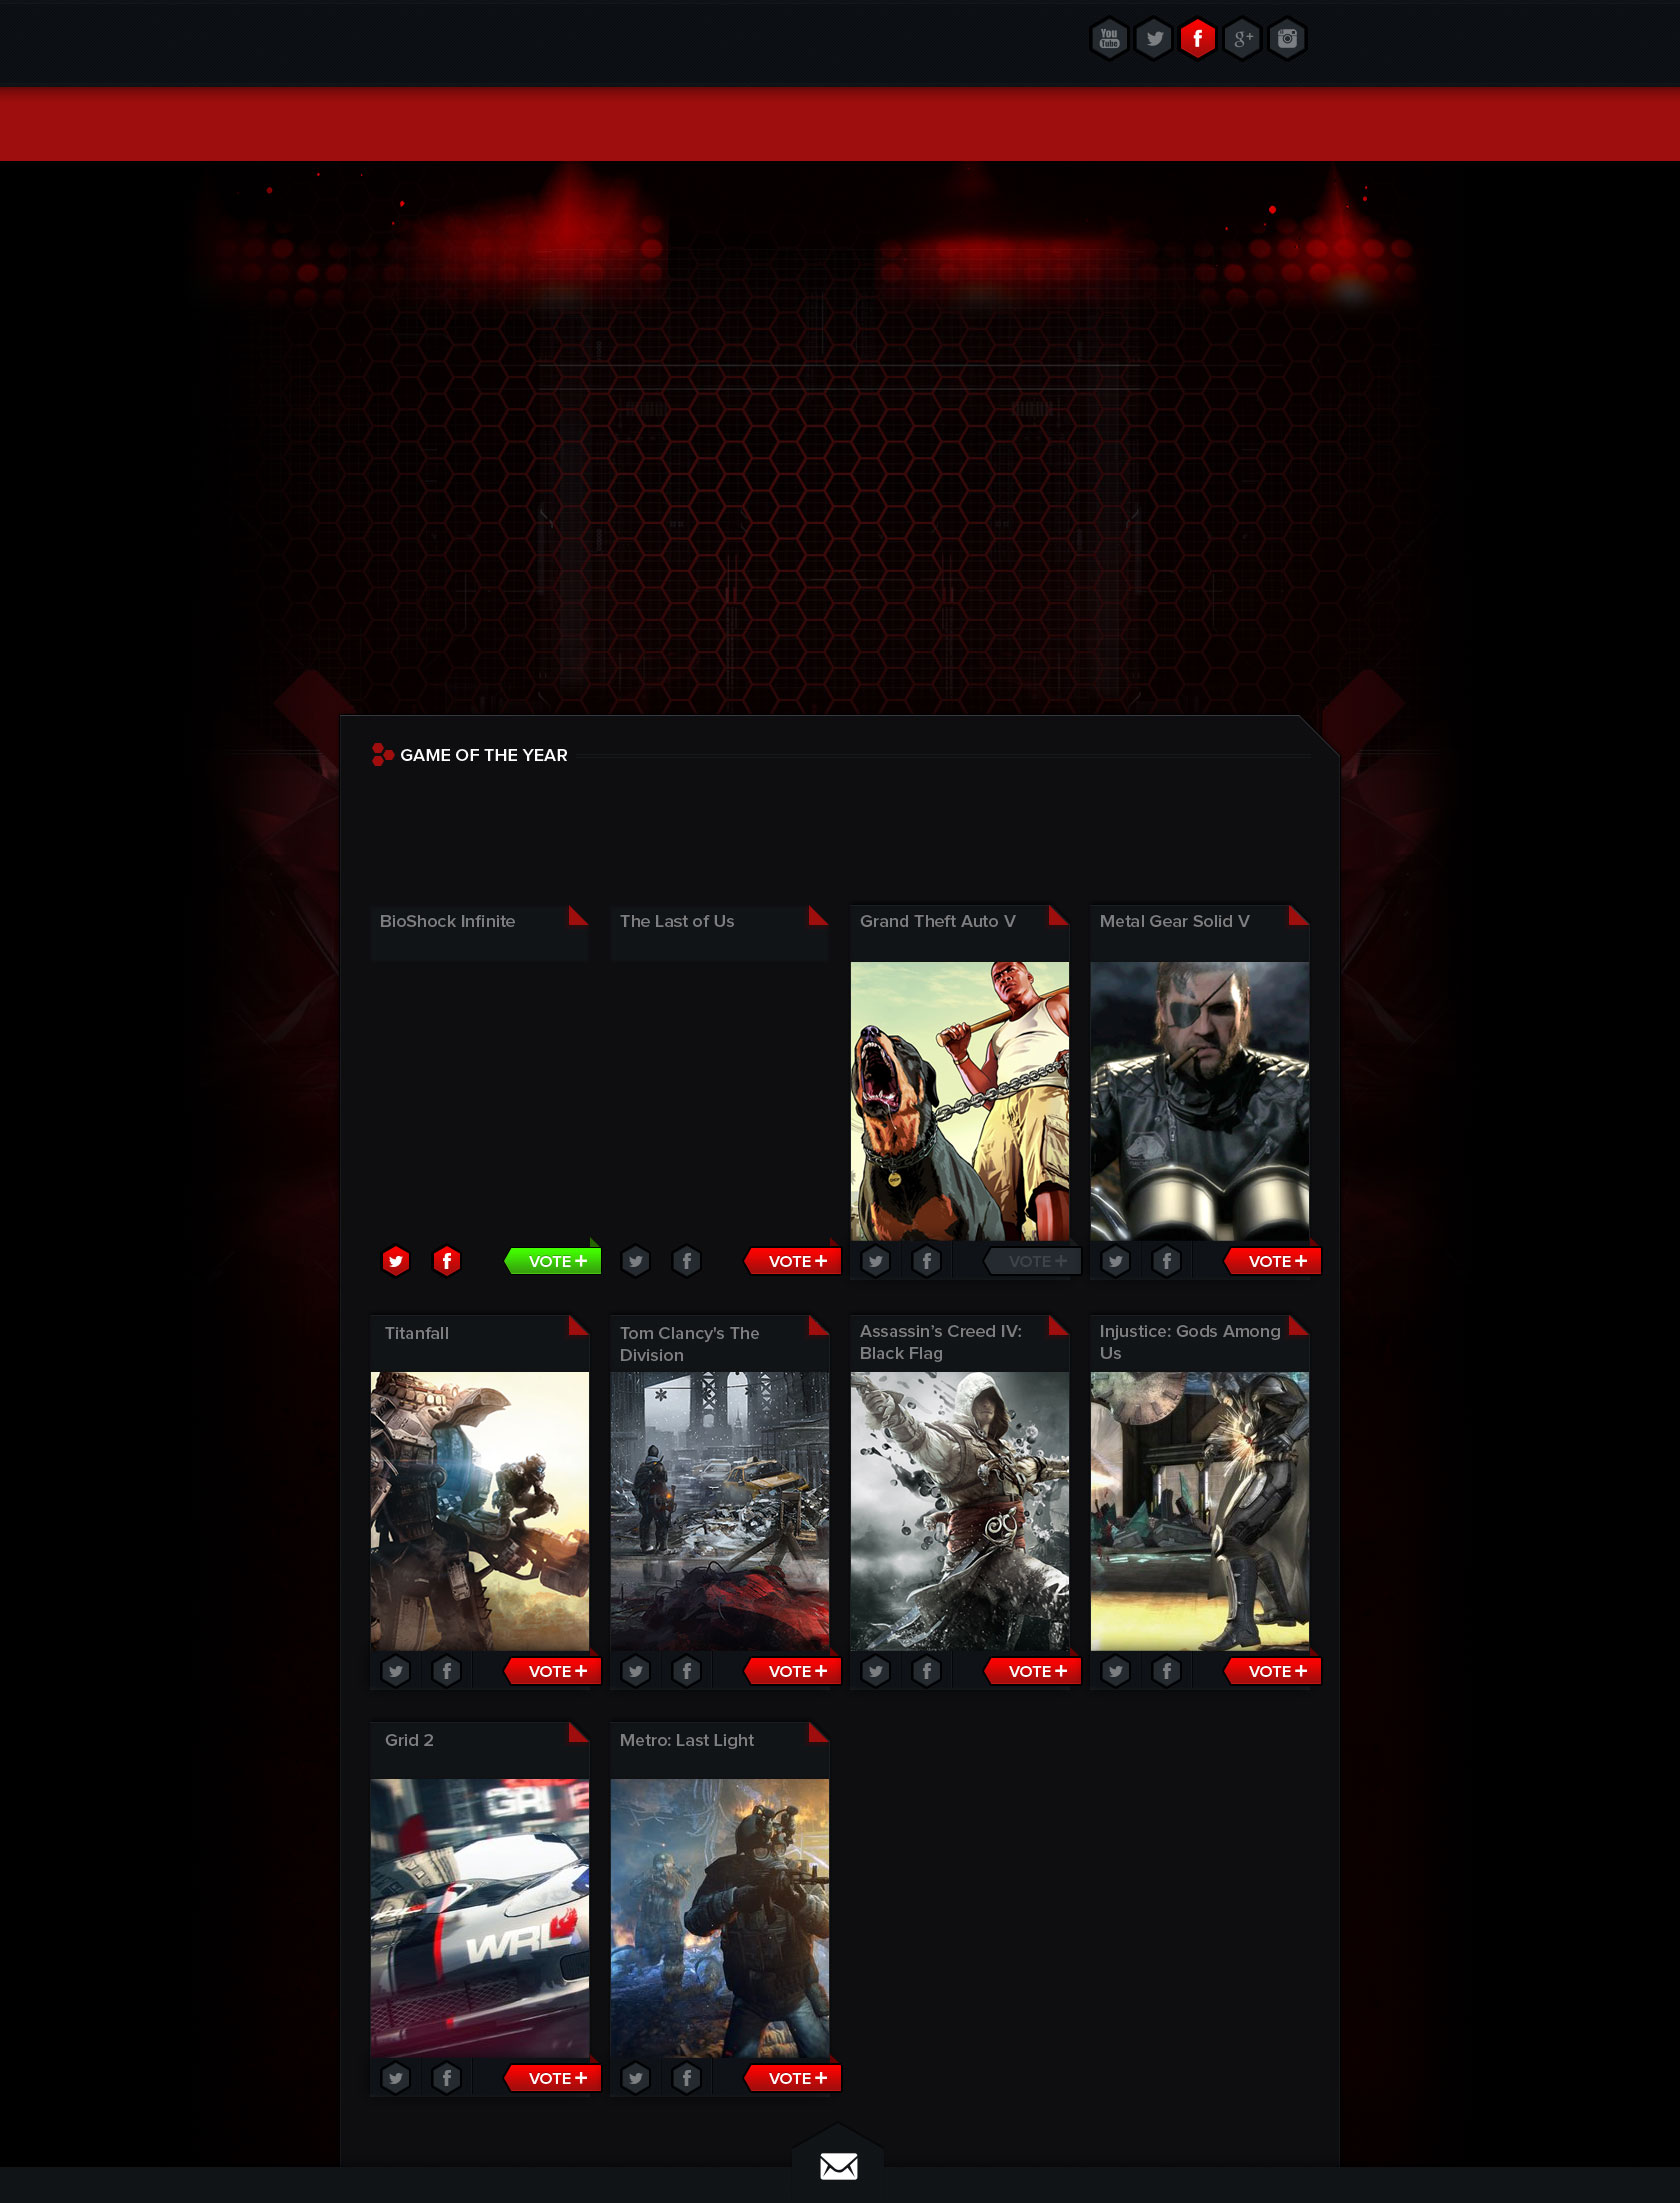 You
Tube
g+
GAME OF THE YEAR
BioShock Infinite
The Last of Us
Grand Theft Auto V
Metal Gear Solid V
VOTE +
VOTE +
VOTE +
VOTE +
Titanfall
Tom Clancy's The
Division
Assassin’s Creed IV:
Black Flag
Injustice: Gods Among
Us
VOTE +
VOTE +
VOTE +
VOTE +
Grid 2
Metro: Last Light
WRL
VOTE +
VOTE +